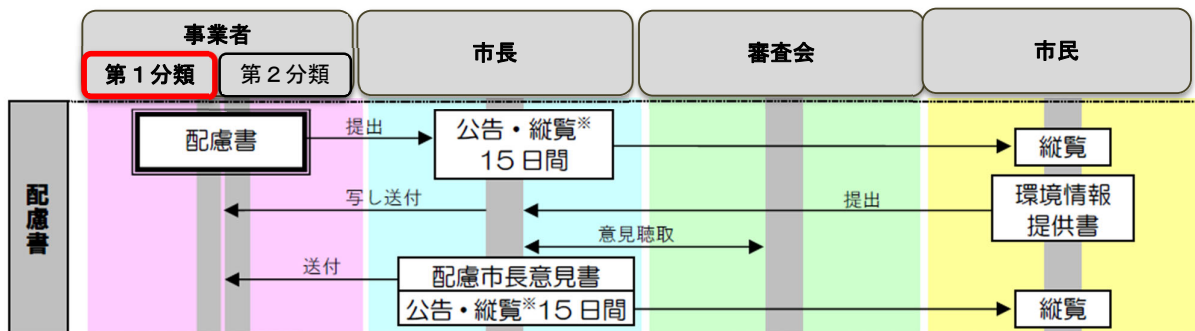 事業者
第1分類
第2分類
市長
審査会
市民
配慮書
配慮書
提出
公告・縦覧※
15日間
縦覧
環境情報
提供書
提出
写し送付
意見聴取
送付
配慮市長意見書
公告・縦覧※15日間
縦覧